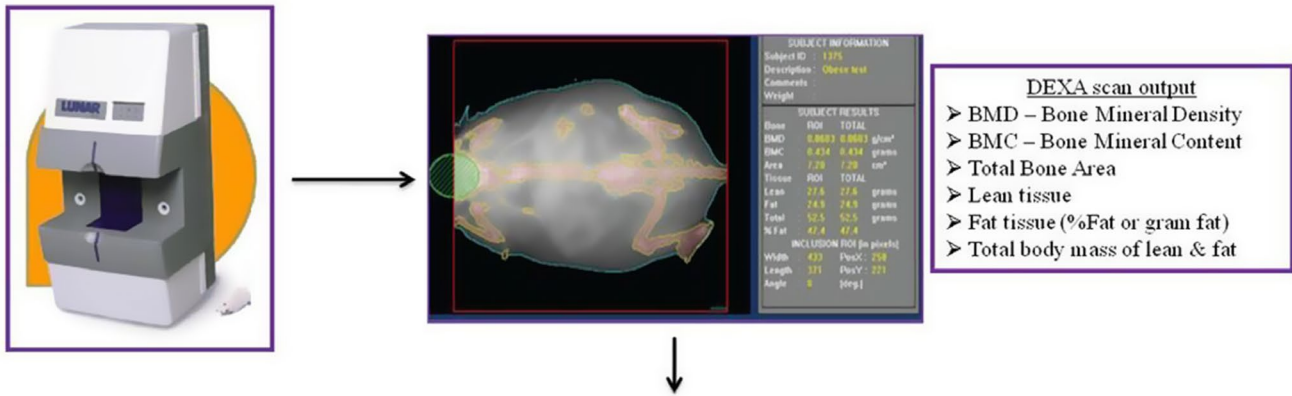 LUNAR
SUBJECT INFORMATION
Subject ID : 1375
Description : Obese test
Comments :
Weight :
SUBJECT RESULTS
Bone ROI TOTAL
BMD 0.0603 0.0603 g/cm²
BMC 0.434 0.434 grams
Area 7.20 7.20 cm²
Tissue ROI TOTAL
Lean 27.6 27.6 grams
Fat 24.9 24.9 grams
Total 52.5 52.5 grams
% Fat 47.4 47.4
INCLUSION ROI (in pixels)
Width : 433 PosX : 250
Length : 371 PosY : 221
Angle : 0 (deg.)
DEXA scan output
➢ BMD – Bone Mineral Density
➢ BMC – Bone Mineral Content
➢ Total Bone Area
➢ Lean tissue
➢ Fat tissue (%Fat or gram fat)
➢ Total body mass of lean & fat